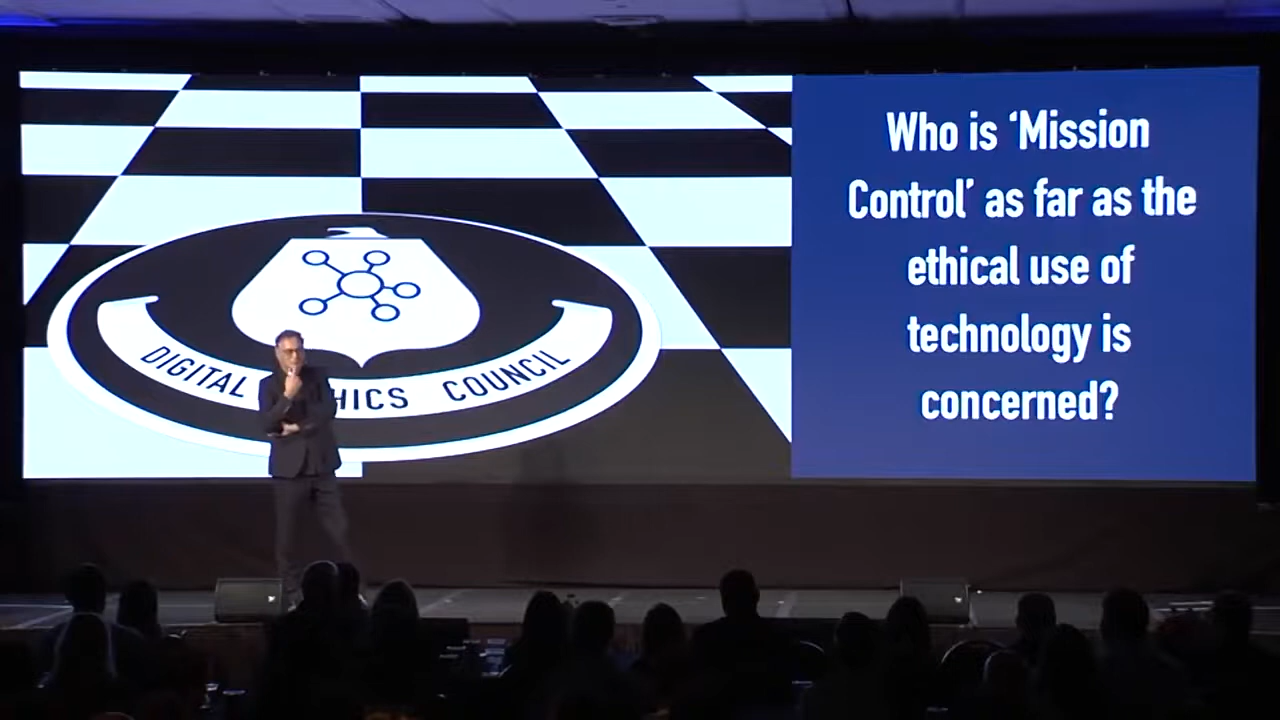 Who is ‘Mission
Control’ as far as the
ethical use of
technology is
concerned?
DIGITAL HICS COUNCIL